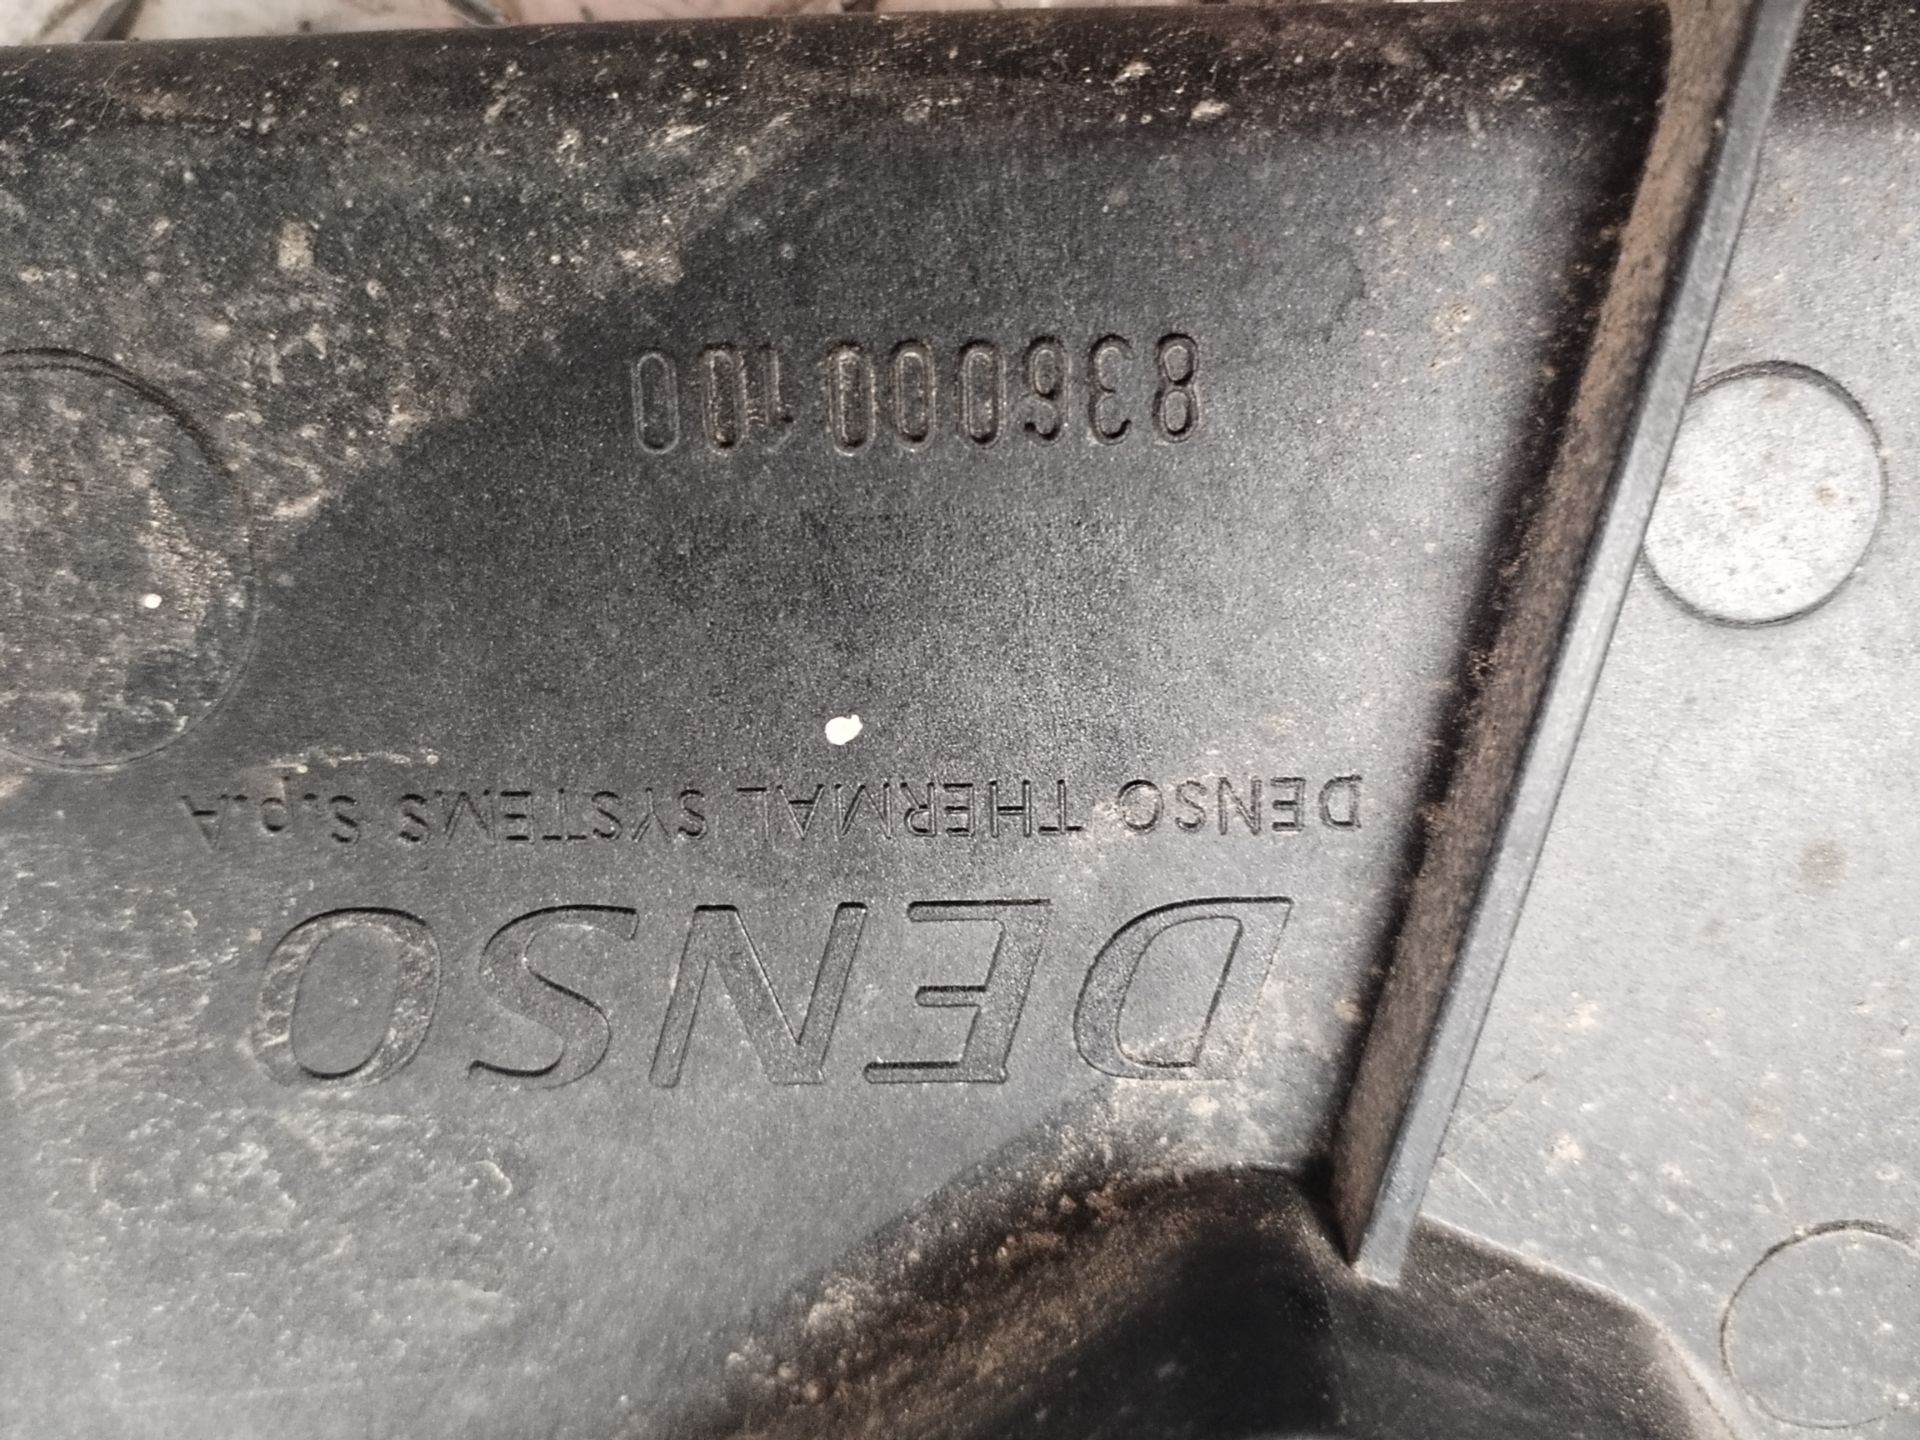 DENSO
DENSO THERMAL SYSTEMS S.p.A
836000100